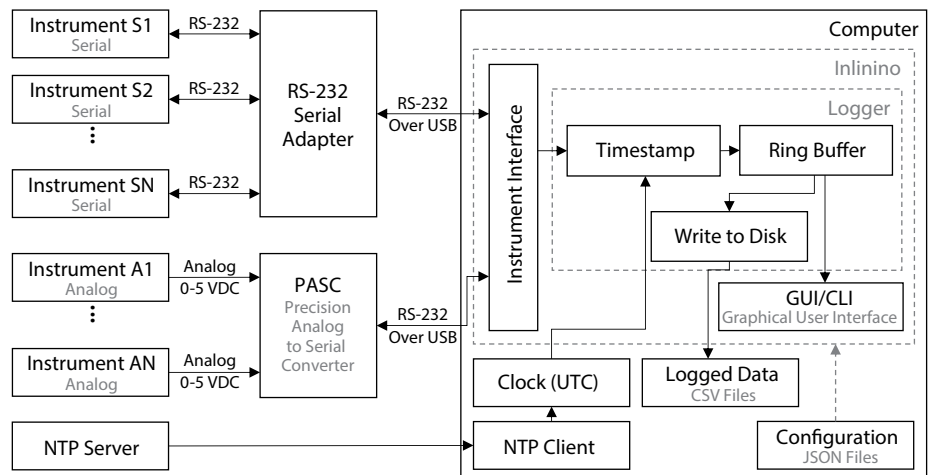 Computer
Instrument S1
Serial
RS-232
Inlinino
Instrument S2
Serial
RS-232
RS-232
Serial
Adapter
RS-232
Over USB
Instrument Interface
Logger
Timestamp
Ring Buffer
Instrument SN
Serial
RS-232
Write to Disk
Instrument A1
Analog
Analog
0-5 VDC
PASC
Precision
Analog
to Serial
Converter
RS-232
Over USB
GUI/CLI
Graphical User Interface
Instrument AN
Analog
Analog
0-5 VDC
Clock (UTC)
Logged Data
CSV Files
NTP Server
NTP Client
Configuration
JSON Files